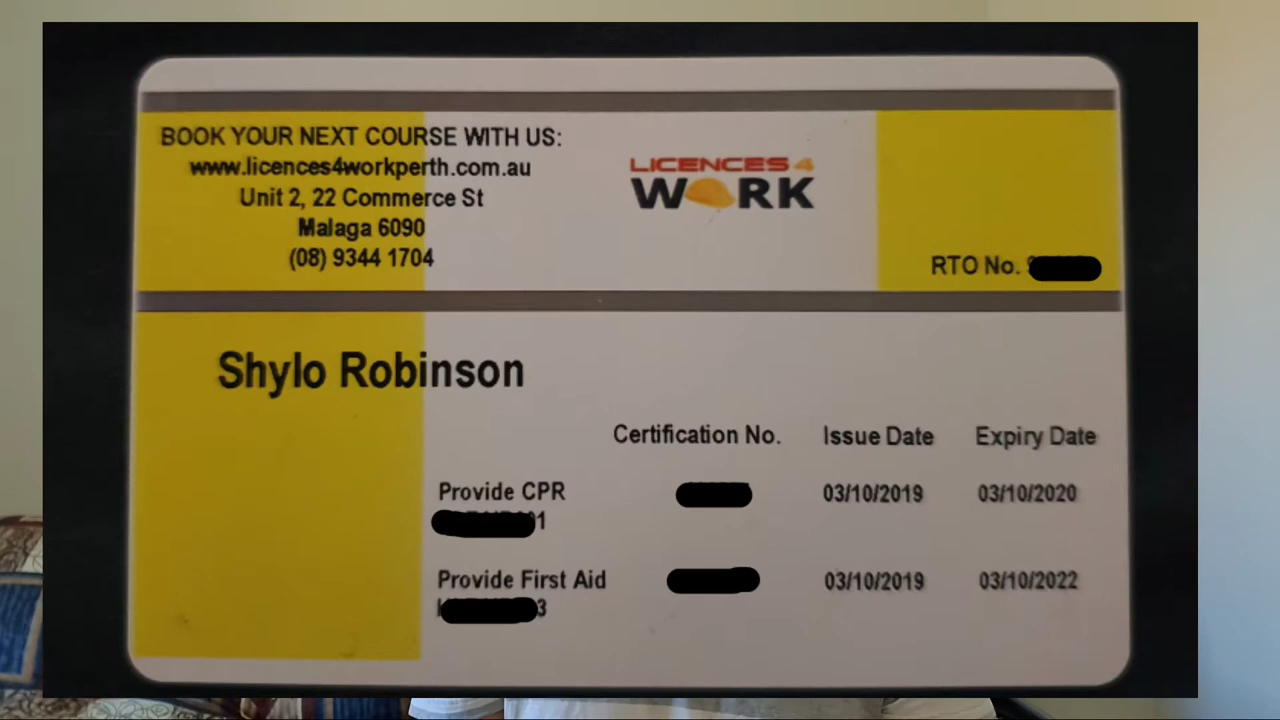 BOOK YOUR NEXT COURSE WITH US:
www.licences4workperth.com.au
Unit 2, 22 Commerce St
Malaga 6090
(08) 9344 1704
LICENCES 4
WORK
RTO No.
Shylo Robinson
Certification No. Issue Date Expiry Date
Provide CPR 03/10/2019 03/10/2020
Provide First Aid 03/10/2019 03/10/2022